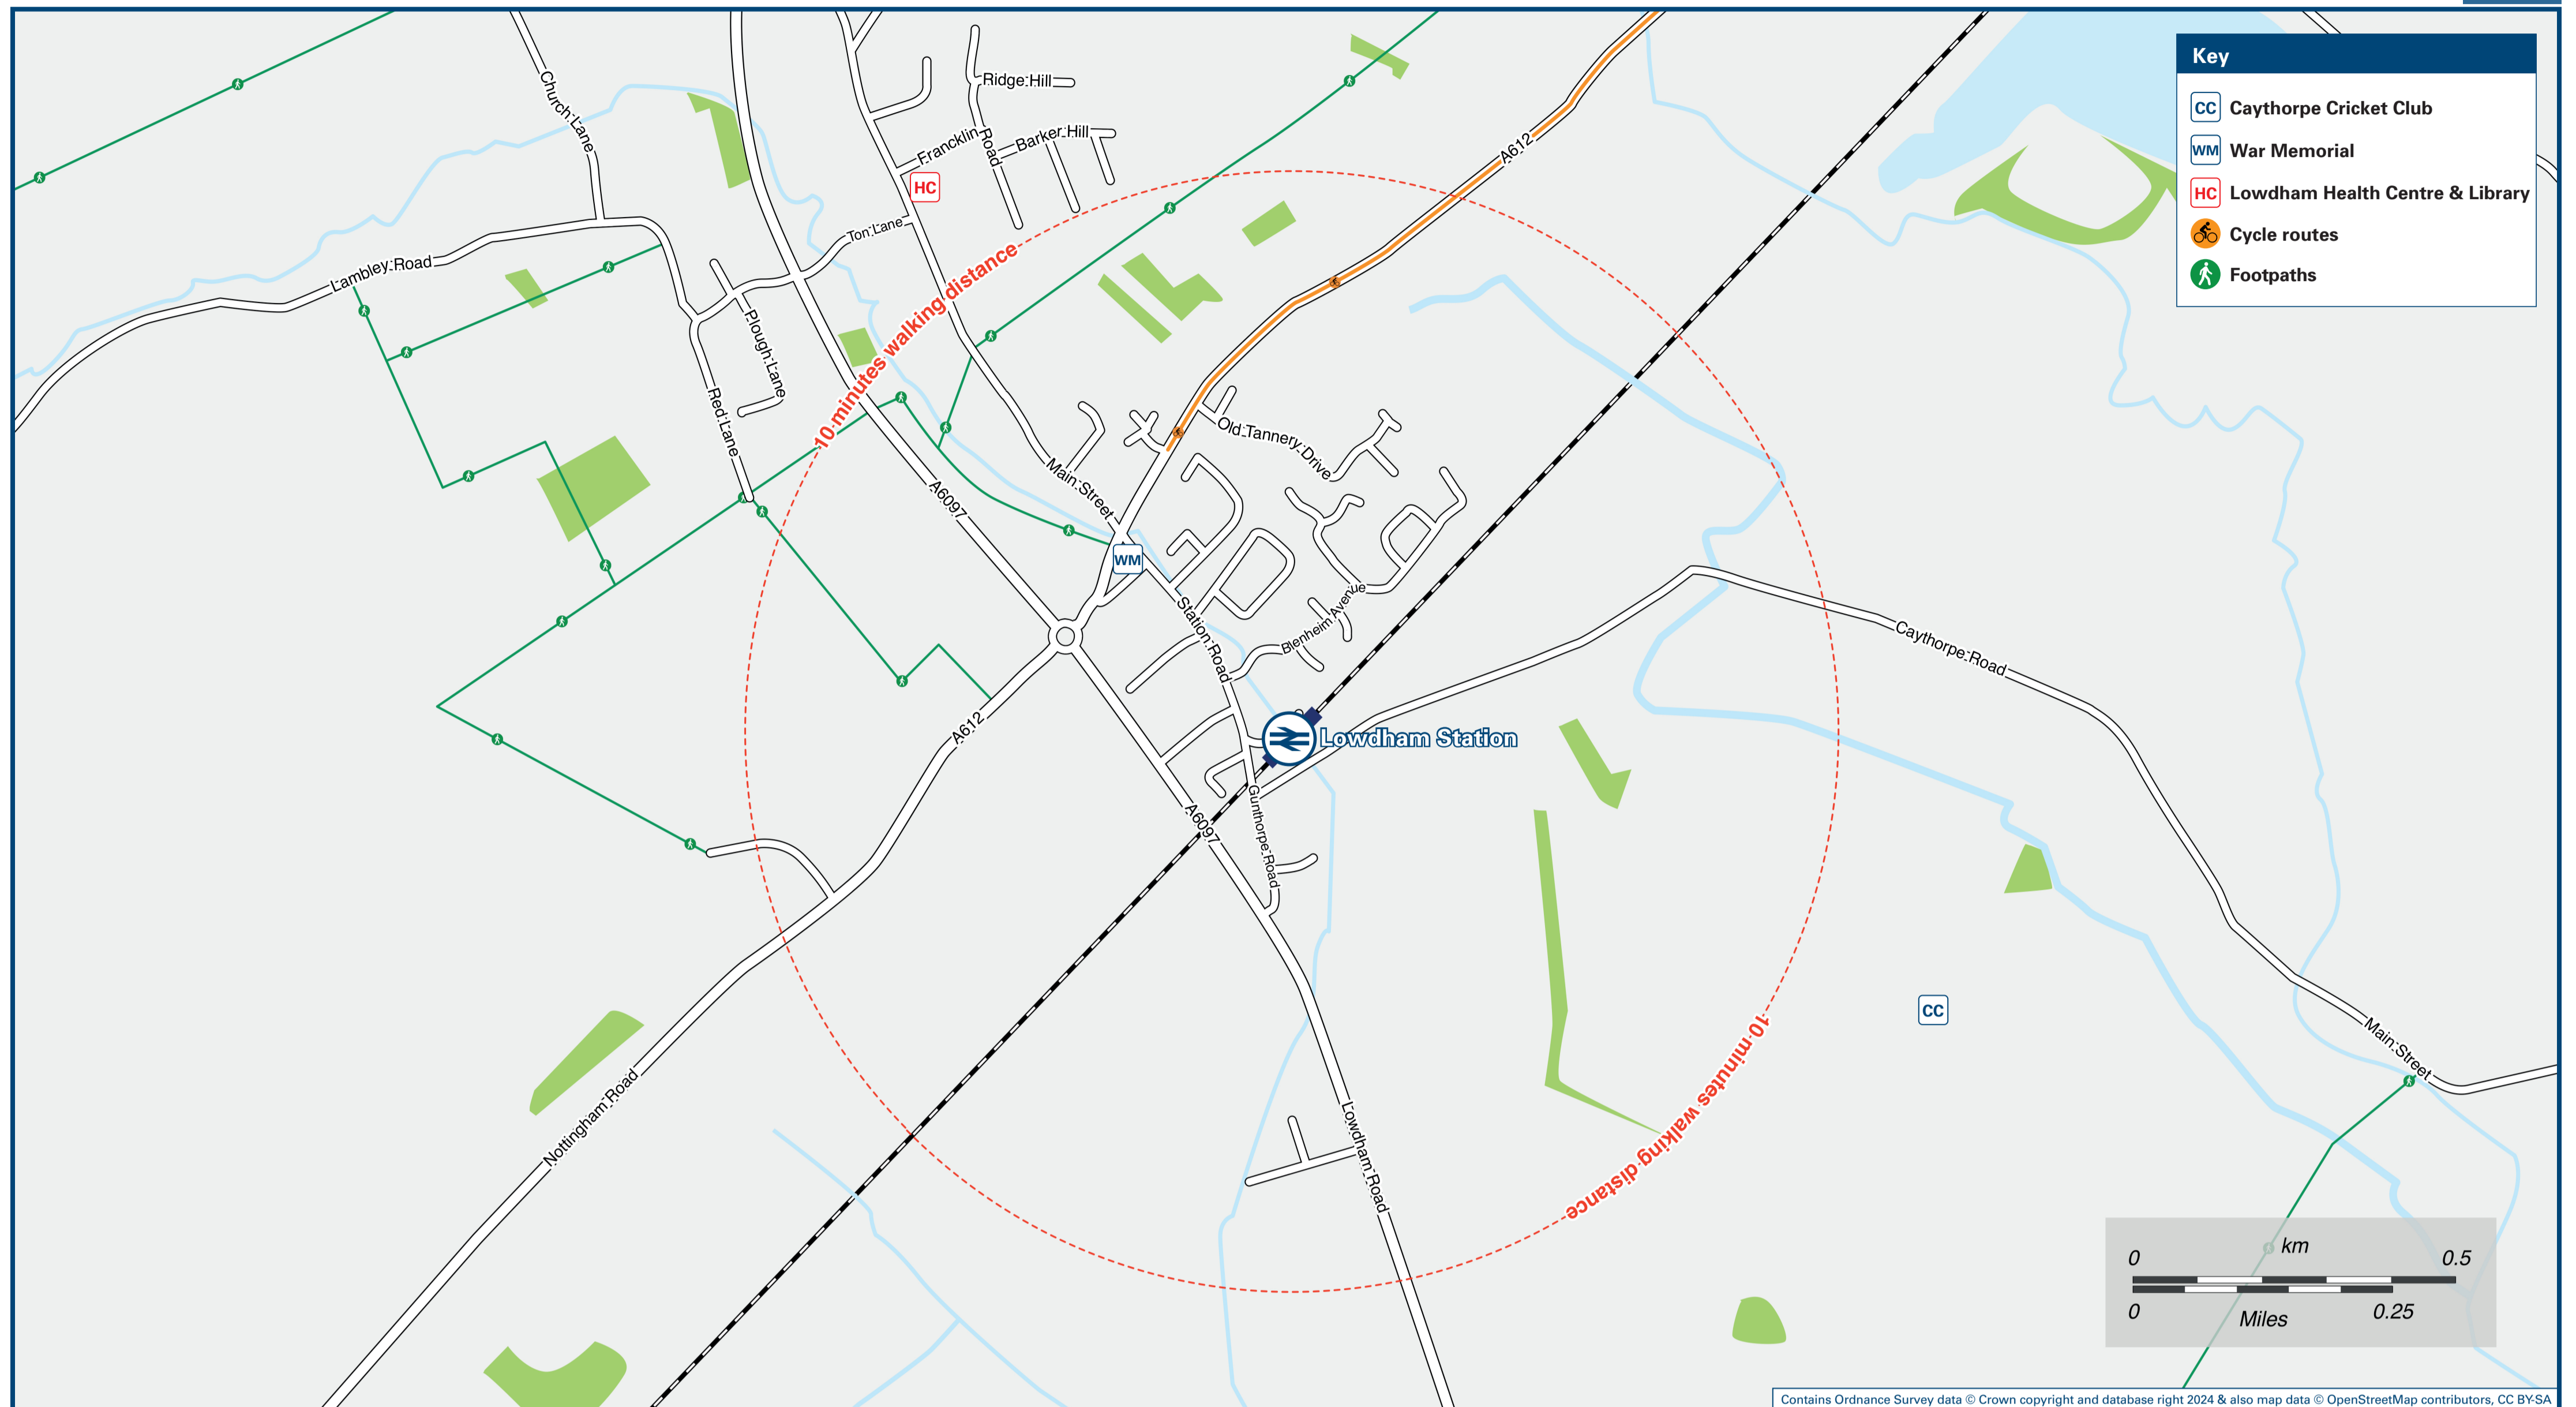 Key
CC Caythorpe Cricket Club
WM War Memorial
HC Lowdham Health Centre & Library
Cycle routes
Footpaths
Church Lane
Ridge Hill
Francklin Road
Barker Hill
HC
A612
Ton Lane
Lambley Road
10 minutes walking distance
Plough Lane
Red Lane
Old Tannery Drive
Main Street
A6097
WM
Station Road
Blenheim Avenue
Caythorpe Road
A612
Lowdham Station
A6097
Gunthorpe Road
CC
10 minutes walking distance
Main Street
Nottingham Road
Lowdham Road
km
0 0.5
0 0.25
Miles
Contains Ordnance Survey data © Crown copyright and database right 2024 & also map data © OpenStreetMap contributors, CC BY-SA